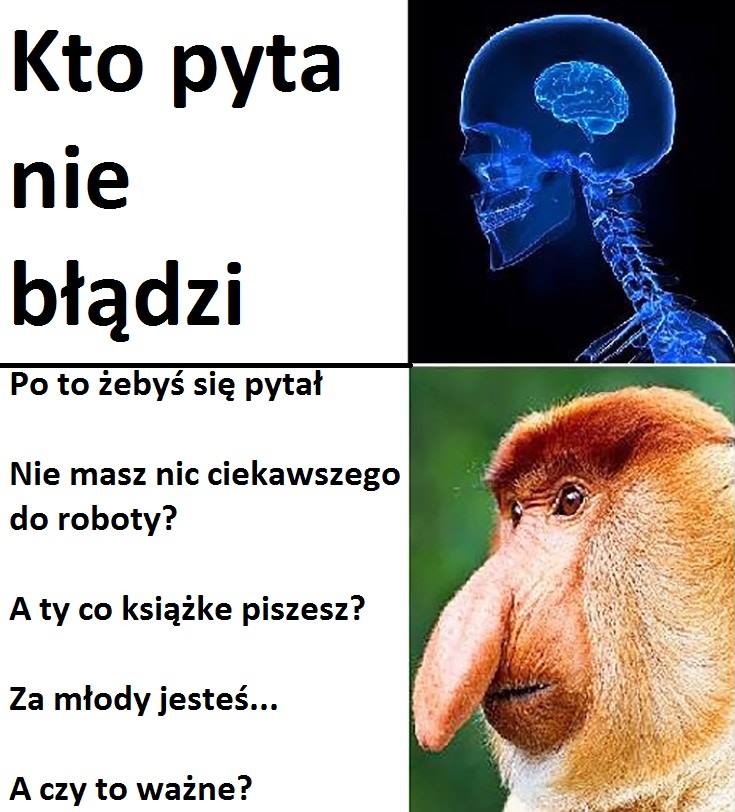 Kto pyta
nie
błądzi
Po to żebyś się pytał
Nie masz nic ciekawszego
do roboty?
A ty co książke piszesz?
Za młody jesteś...
A czy to ważne?